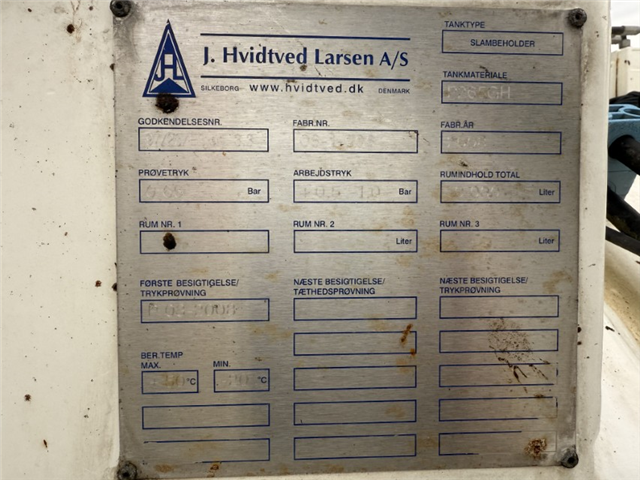 J. Hvidtved Larsen A/S
SILKEBORG www.hvidtved.dk DENMARK
TANKTYPE
SLAMBEHOLDER
TANKMATERIALE
GODKENDELSESNR.
FABR.NR.
FABR.ÅR
PRØVETRYK
Bar
ARBEJDSTRYK
Bar
RUMINDHOLD TOTAL
Liter
RUM NR. 1
RUM NR. 2
Liter
RUM NR. 3
Liter
FØRSTE BESIGTIGELSE/
TRYKPRØVNING
NÆSTE BESIGTIGELSE/
TÆTHEDSPRØVNING
NÆSTE BESIGTIGELSE/
TRYKPRØVNING
BER.TEMP
MAX.
°C
MIN.
°C